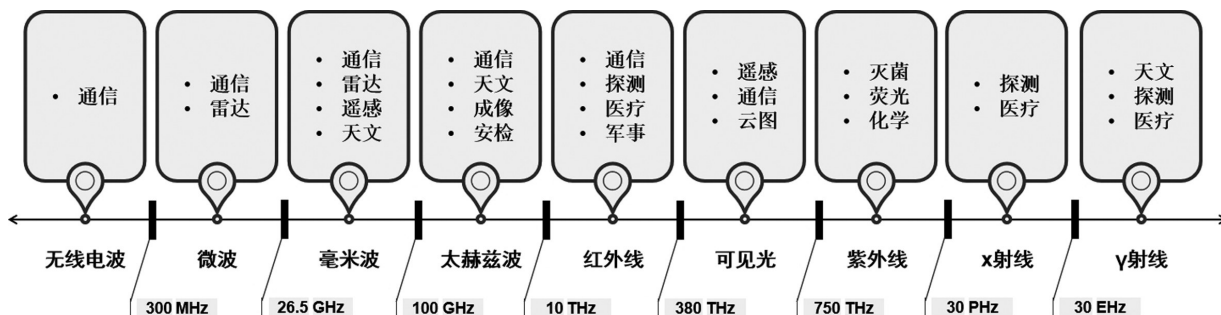 通信
通信
雷达
通信
雷达
遥感
天文
通信
天文
成像
安检
通信
探测
医疗
军事
遥感
通信
云图
灭菌
荧光
化学
探测
医疗
天文
探测
医疗
无线电波
微波
毫米波
太赫兹波
红外线
可见光
紫外线
x射线
γ射线
300 MHz
26.5 GHz
100 GHz
10 THz
380 THz
750 THz
30 PHz
30 EHz